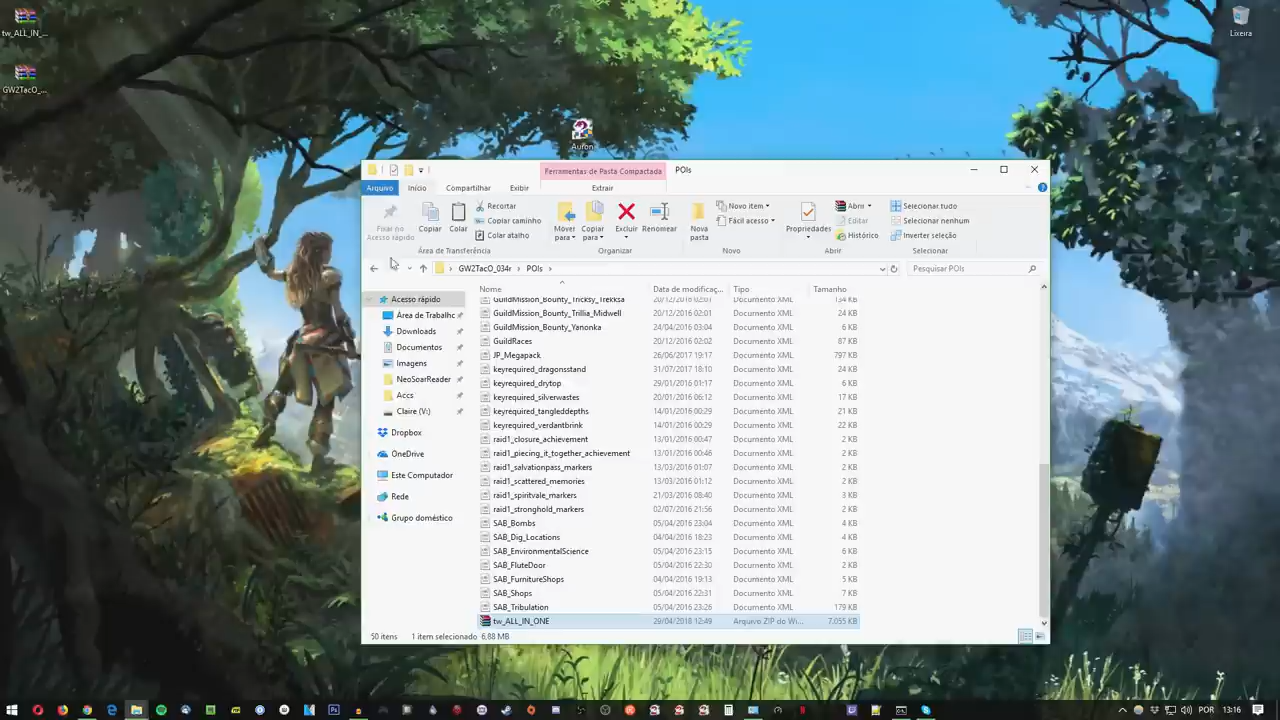 tw_ALL_IN_...
GW2TacO_...
Lixeira
Auron
Ferramentas de Pasta Compactada
POIs
Arquivo
Início
Compartilhar
Exibir
Extrair
Fixar no Acesso rápido
Copiar
Colar
Recortar
Copiar caminho
Colar atalho
Área de Transferência
Mover para
Copiar para
Excluir
Renomear
Organizar
Nova pasta
Novo item
Fácil acesso
Novo
Propriedades
Abrir
Editar
Histórico
Abrir
Selecionar tudo
Selecionar nenhum
Inverter seleção
Selecionar
GW2TacO_034r
POIs
Pesquisar POIs
Nome Data de modificaç... Tipo Tamanho
Acesso rápido
Área de Trabalho
Downloads
Documentos
Imagens
NeoSoarReader
Accs
Claire (V:)
Dropbox
OneDrive
Este Computador
Rede
Grupo doméstico
GuildMission_Bounty_Tricksy_Trekksa 20/12/2016 02:01 Documento XML 134 KB
GuildMission_Bounty_Trillia_Midwell 20/12/2016 02:01 Documento XML 24 KB
GuildMission_Bounty_Yanonka 24/04/2016 03:04 Documento XML 6 KB
GuildRaces 20/12/2016 02:02 Documento XML 87 KB
JP_Megapack 26/06/2017 19:17 Documento XML 797 KB
keyrequired_dragonsstand 31/07/2017 18:10 Documento XML 24 KB
keyrequired_drytop 29/01/2016 01:17 Documento XML 6 KB
keyrequired_silverwastes 20/01/2016 06:12 Documento XML 17 KB
keyrequired_tangleddepths 14/01/2016 00:29 Documento XML 21 KB
keyrequired_verdantbrink 14/01/2016 00:29 Documento XML 22 KB
raid1_closure_achievement 13/01/2016 00:47 Documento XML 2 KB
raid1_piecing_it_together_achievement 13/01/2016 00:46 Documento XML 2 KB
raid1_salvationpass_markers 13/03/2016 01:07 Documento XML 2 KB
raid1_scattered_memories 13/03/2016 01:12 Documento XML 2 KB
raid1_spiritvale_markers 21/03/2016 08:40 Documento XML 3 KB
raid1_stronghold_markers 02/07/2016 21:56 Documento XML 2 KB
SAB_Bombs 05/04/2016 23:04 Documento XML 4 KB
SAB_Dig_Locations 04/04/2016 18:23 Documento XML 4 KB
SAB_EnvironmentalScience 05/04/2016 23:15 Documento XML 6 KB
SAB_FluteDoor 05/04/2016 22:30 Documento XML 2 KB
SAB_FurnitureShops 04/04/2016 19:13 Documento XML 5 KB
SAB_Shops 05/04/2016 22:31 Documento XML 7 KB
SAB_Tribulation 05/04/2016 23:26 Documento XML 179 KB
tw_ALL_IN_ONE 29/04/2018 12:49 Arquivo ZIP do Wi... 7.055 KB
50 itens 1 item selecionado 6,88 MB
POR 13:16